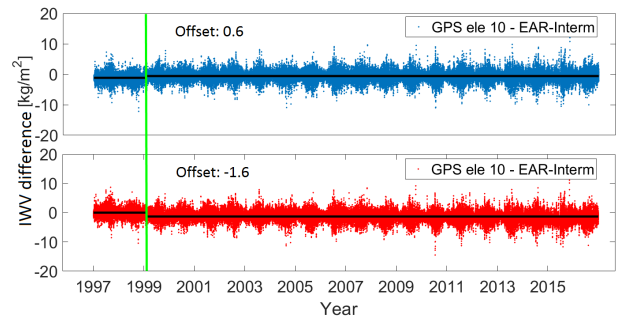 20
Offset: 0.6
GPS ele 10 - EAR-Interm
10
0
-10
-20
20
Offset: -1.6
GPS ele 10 - EAR-Interm
10
0
-10
-20
IWV difference [kg/m²]
1997 1999 2001 2003 2005 2007 2009 2011 2013 2015
Year